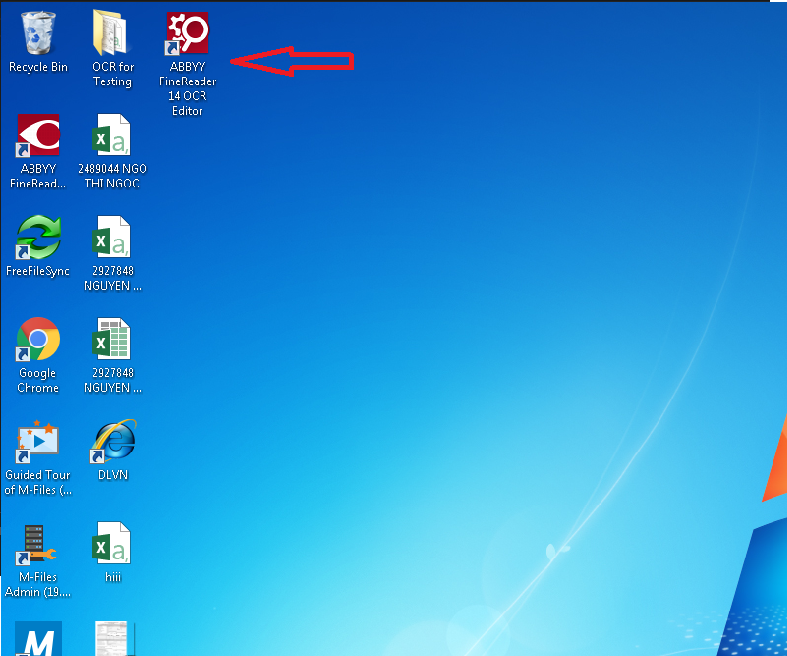 Recycle Bin
OCR for
Testing
ABBYY
FineReader
14 OCR
Editor
ABBYY
FineRead...
2489044 NGO
THI NGOC
FreeFileSync
2927848
NGUYEN ...
Google
Chrome
2927848
NGUYEN ...
Guided Tour
of M-Files (...
DLVN
M-Files
Admin (19....
hiii
M